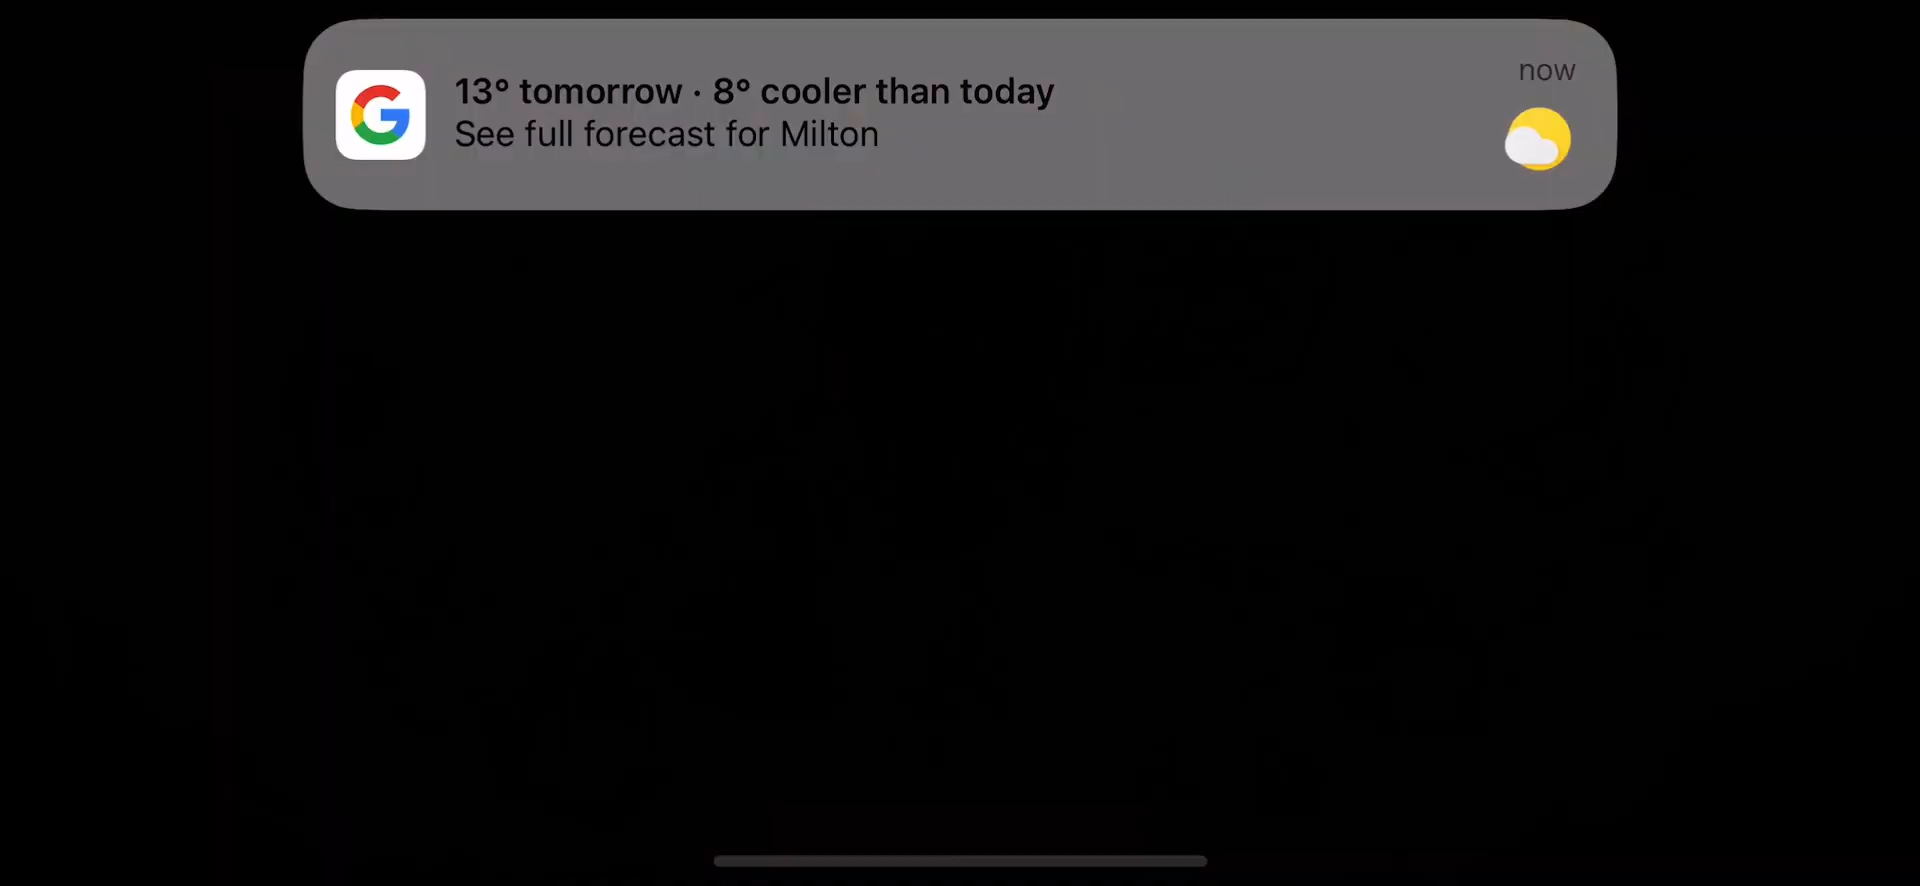 13° tomorrow · 8° cooler than today
See full forecast for Milton
now